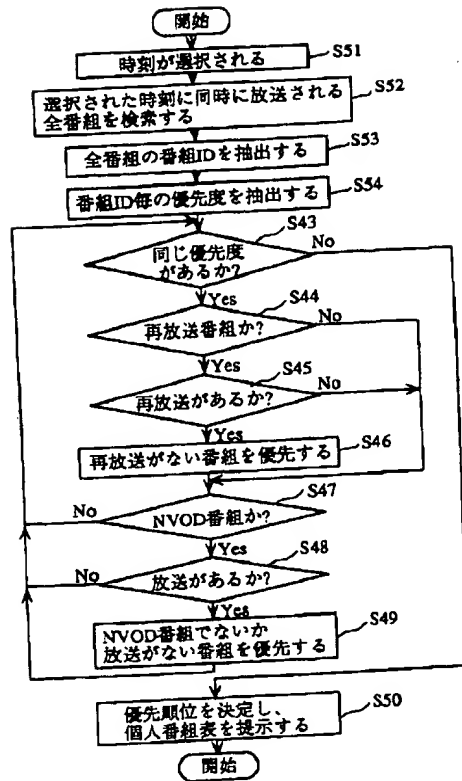 開始
時刻が選択される
S51
選択された時刻に同時に放送される
全番組を検索する
S52
全番組の番組IDを抽出する
S53
番組ID毎の優先度を抽出する
S54
同じ優先度
があるか?
S43
No
Yes
再放送番組か?
S44
No
Yes
再放送があるか?
S45
No
Yes
再放送がない番組を優先する
S46
NVOD番組か?
S47
No
Yes
放送があるか?
S48
No
Yes
NVOD番組でないか
放送がない番組を優先する
S49
優先順位を決定し、
個人番組表を提示する
S50
開始